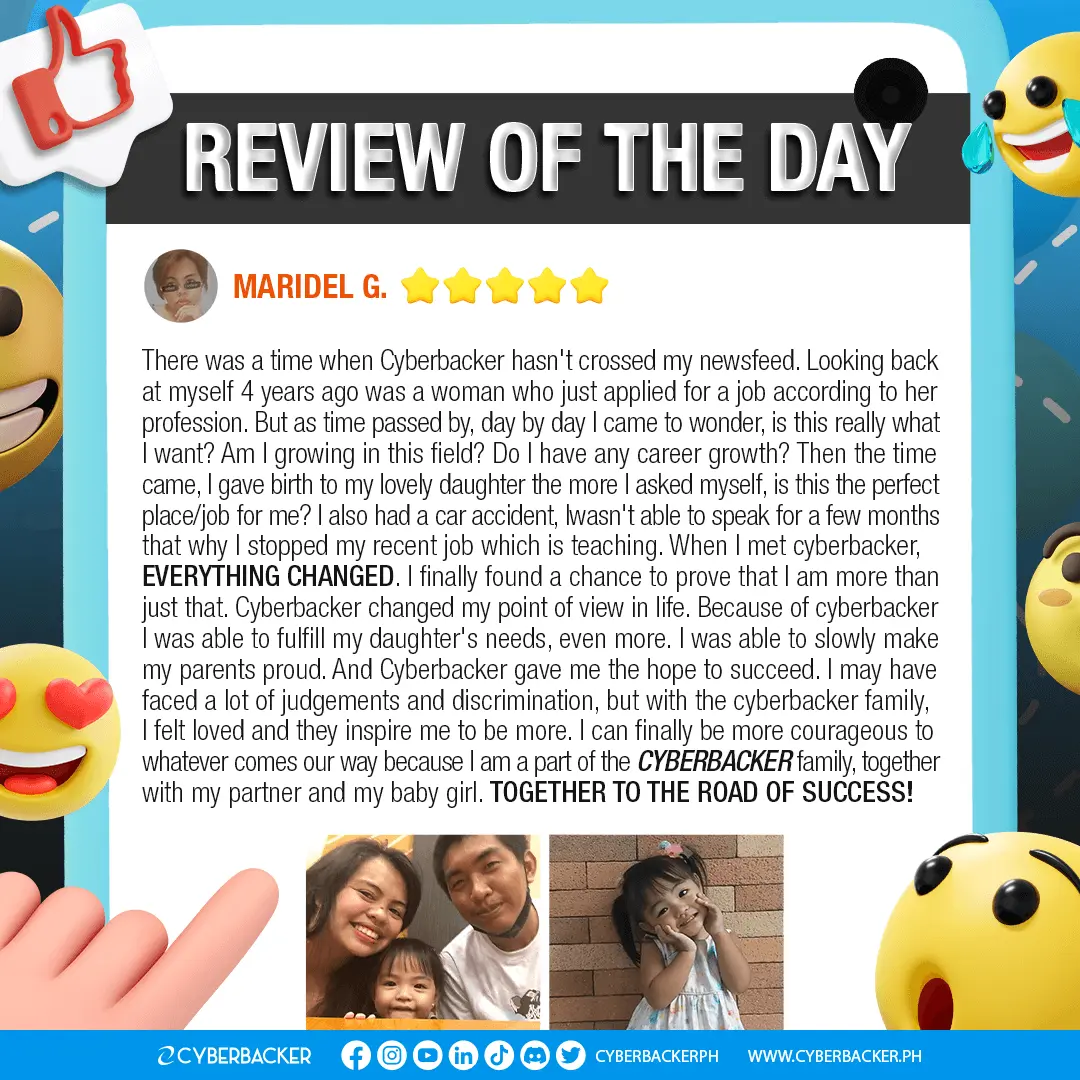 REVIEW OF THE DAY
MARIDEL G.
There was a time when Cyberbacker hasn't crossed my newsfeed. Looking back
at myself 4 years ago was a woman who just applied for a job according to her
profession. But as time passed by, day by day I came to wonder, is this really what
I want? Am I growing in this field? Do I have any career growth? Then the time
came, I gave birth to my lovely daughter the more I asked myself, is this the perfect
place/job for me? I also had a car accident, Iwasn't able to speak for a few months
that why I stopped my recent job which is teaching. When I met cyberbacker,
EVERYTHING CHANGED. I finally found a chance to prove that I am more than
just that. Cyberbacker changed my point of view in life. Because of cyberbacker
I was able to fulfill my daughter's needs, even more. I was able to slowly make
my parents proud. And Cyberbacker gave me the hope to succeed. I may have
faced a lot of judgements and discrimination, but with the cyberbacker family,
I felt loved and they inspire me to be more. I can finally be more courageous to
whatever comes our way because I am a part of the CYBERBACKER family, together
with my partner and my baby girl. TOGETHER TO THE ROAD OF SUCCESS!
CYBERBACKER CYBERBACKERPH WWW.CYBERBACKER.PH